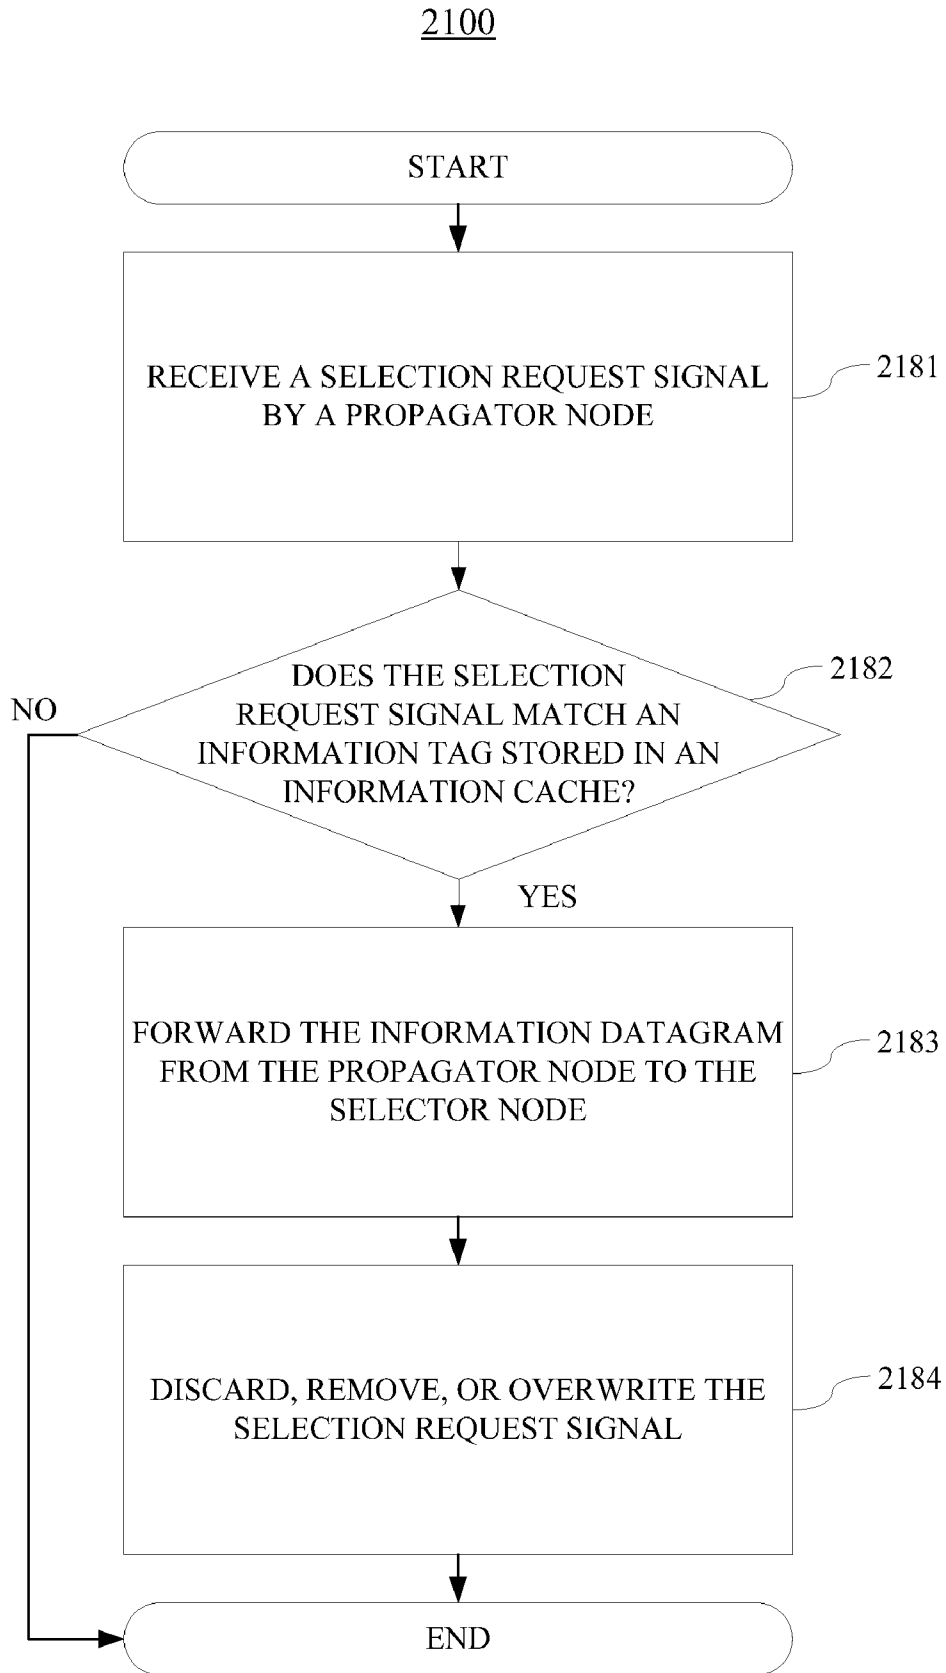 2100
START
RECEIVE A SELECTION REQUEST SIGNAL
BY A PROPAGATOR NODE
2181
DOES THE SELECTION
REQUEST SIGNAL MATCH AN
INFORMATION TAG STORED IN AN
INFORMATION CACHE?
2182
NO
YES
FORWARD THE INFORMATION DATAGRAM
FROM THE PROPAGATOR NODE TO THE
SELECTOR NODE
2183
DISCARD, REMOVE, OR OVERWRITE THE
SELECTION REQUEST SIGNAL
2184
END